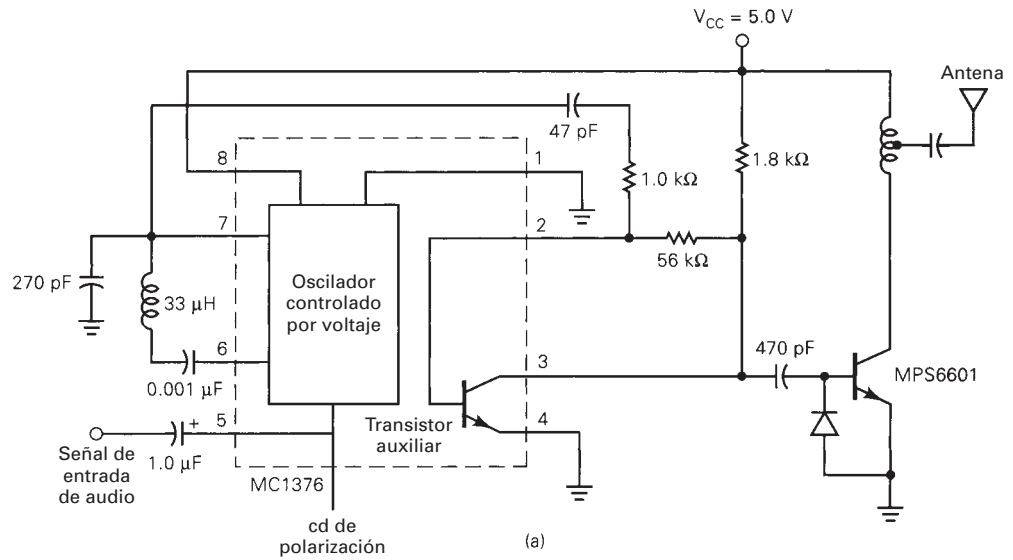 V_CC = 5.0 V
Antena
47 pF
8
1
1.0 kΩ
1.8 kΩ
7
2
56 kΩ
270 pF
33 µH
Oscilador
controlado
por voltaje
6
0.001 µF
3
470 pF
MPS6601
5
+
4
Transistor
auxiliar
Señal de
entrada
de audio
1.0 µF
MC1376
cd de
polarización
(a)